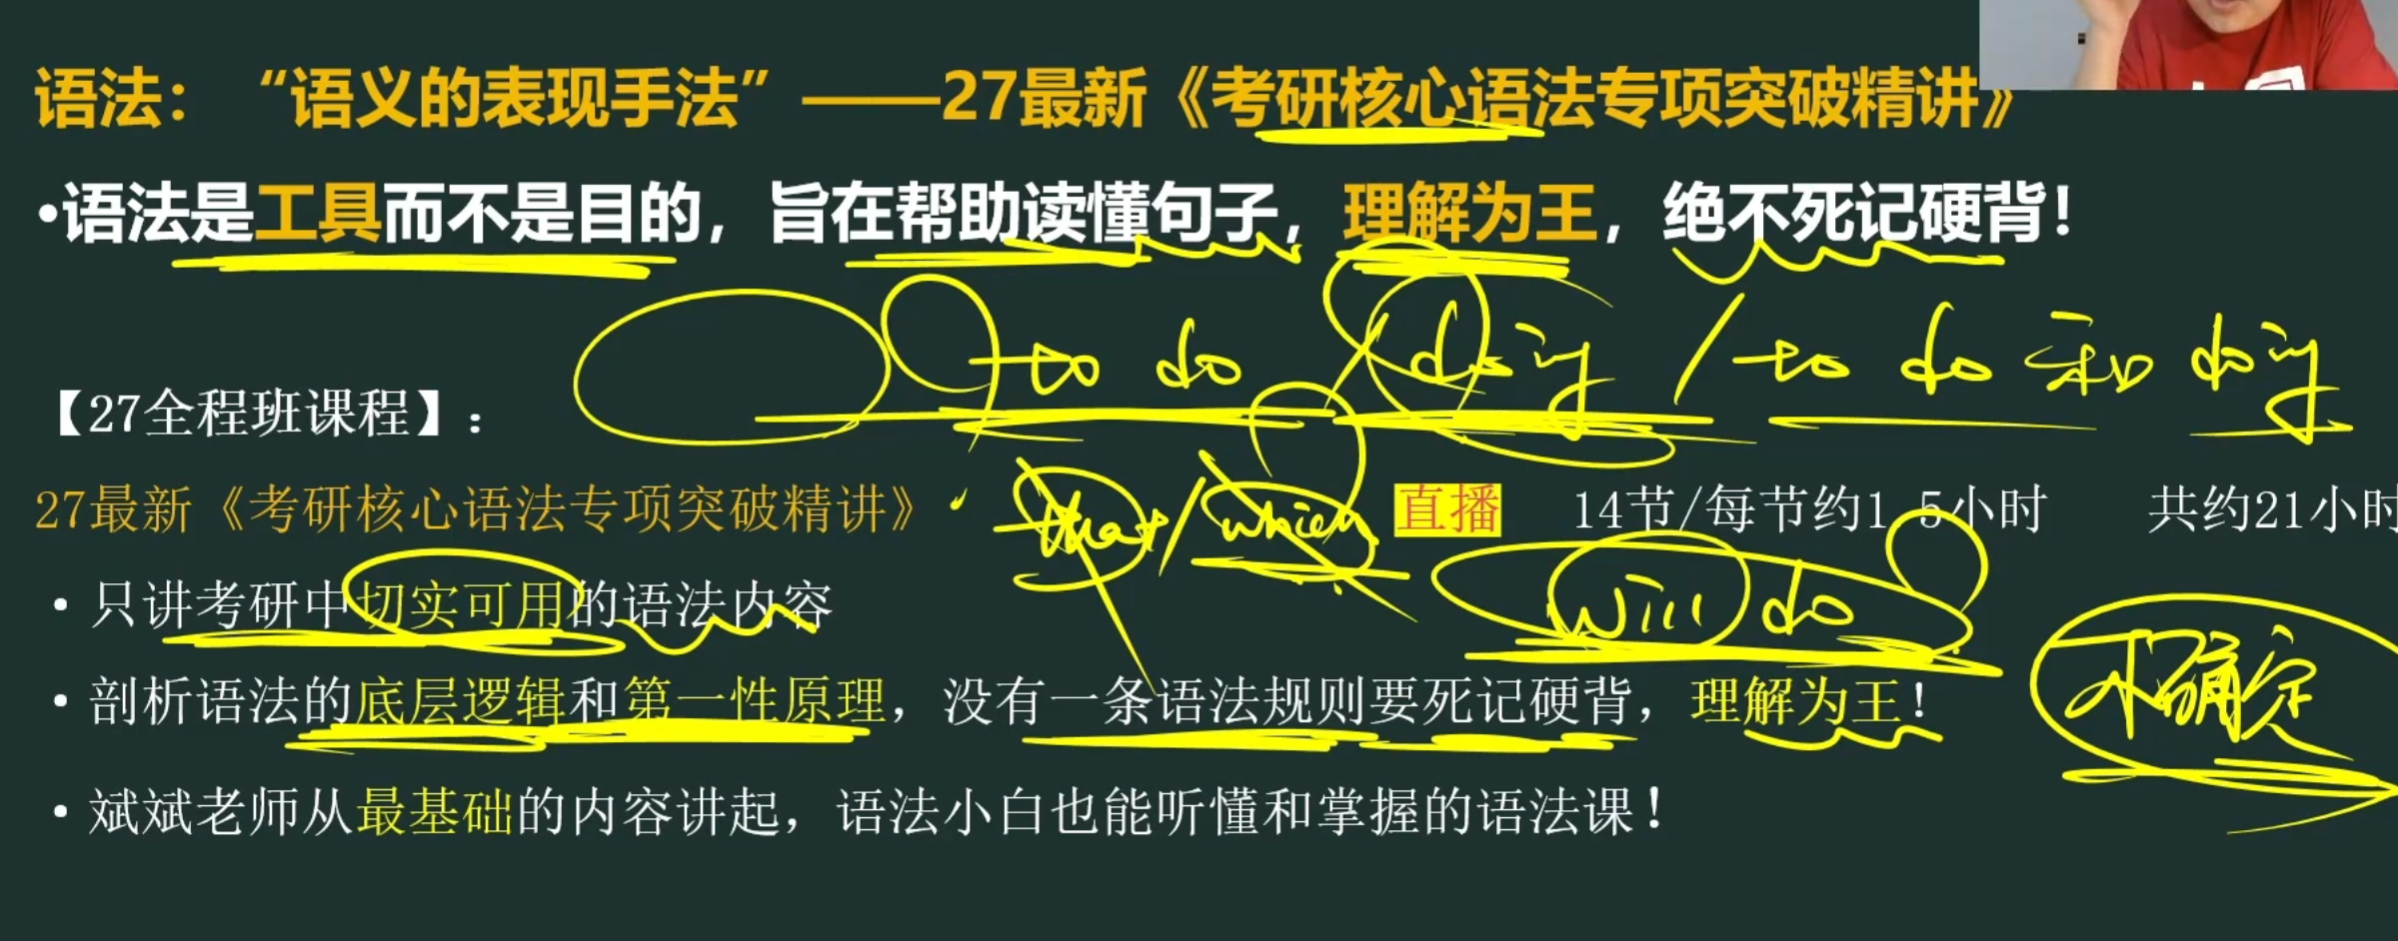 语法：“语义的表现手法”——27最新《考研核心语法专项突破精讲》
•语法是工具而不是目的，旨在帮助读懂句子，理解为王，绝不死记硬背！
to do / doing / to do 和 doing
【27全程班课程】：
27最新《考研核心语法专项突破精讲》 that/which 直播 14节/每节约1.5小时 共约21小时
will do
• 只讲考研中切实可用的语法内容
不确定
• 剖析语法的底层逻辑和第一性原理，没有一条语法规则要死记硬背，理解为王！
• 斌斌老师从最基础的内容讲起，语法小白也能听懂和掌握的语法课！